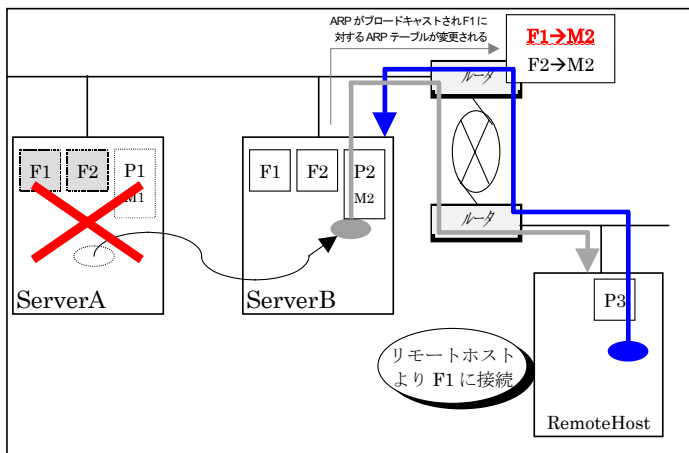 ARP がブロードキャストされ F1 に
対する ARP テーブルが変更される
F1→M2
F2→M2
ルータ
F1
F2
P1
M1
F1
F2
P2
M2
ルータ
ServerA
ServerB
P3
リモートホスト
より F1 に接続
RemoteHost